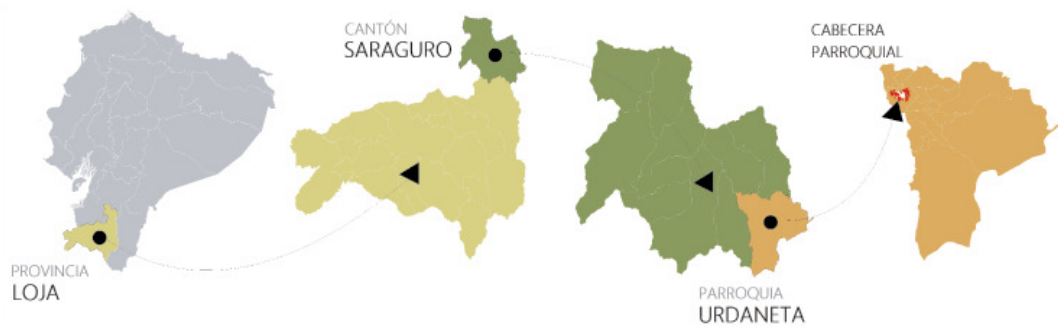 PROVINCIA
LOJA
CANTÓN
SARAGURO
PARROQUIA
URDANETA
CABECERA
PARROQUIAL